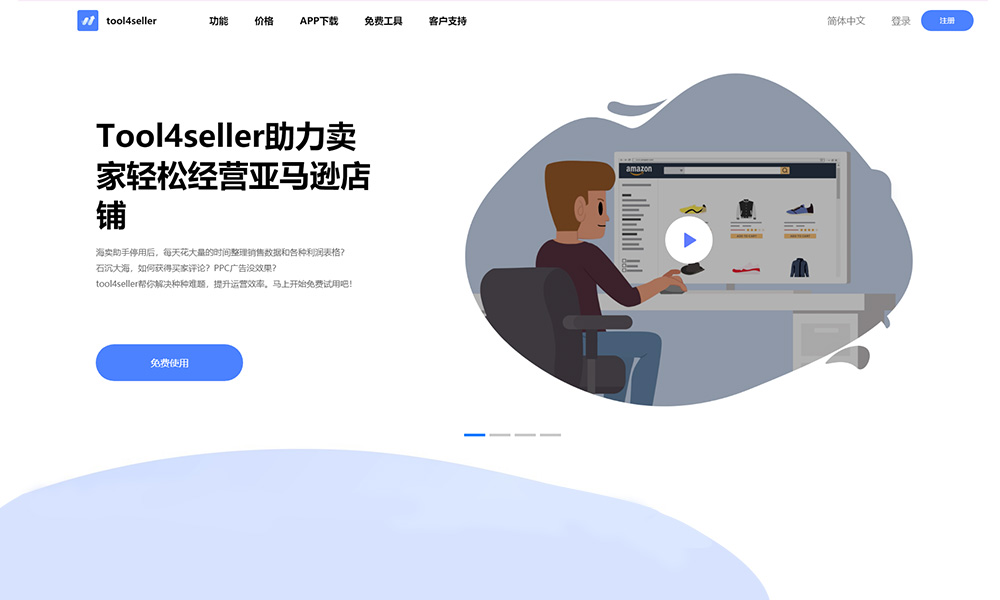 tool4seller 功能 价格 APP下载 免费工具 客户支持 简体中文 登录 注册
Tool4seller助力卖
家轻松经营亚马逊店
铺
海卖助手停用后，每天花大量的时间整理销售数据和各种利润表格？
石沉大海，如何获得买家评论？PPC广告没效果？
tool4seller帮你解决种种难题，提升运营效率。马上开始免费试用吧！
免费使用
amazon